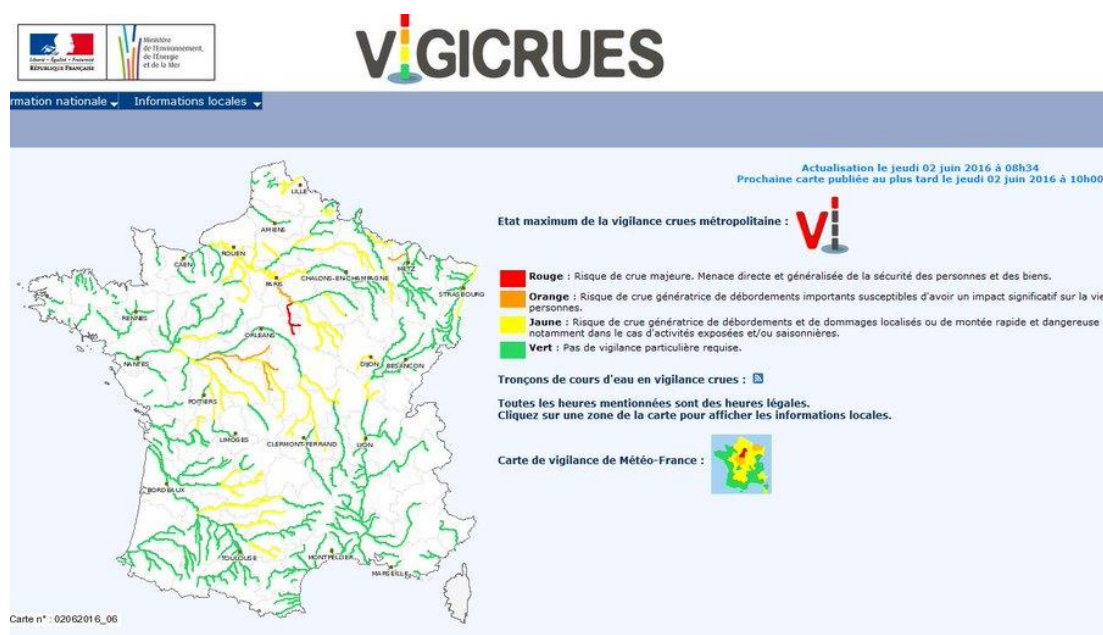 Liberté • Égalité • Fraternité
RÉPUBLIQUE FRANÇAISE
Ministère
de l'Environnement,
de l'Énergie
et de la Mer
VIGICRUES
rmation nationale
Informations locales
Actualisation le jeudi 02 juin 2016 à 08h34
Prochaine carte publiée au plus tard le jeudi 02 juin 2016 à 10h00
Etat maximum de la vigilance crues métropolitaine :
Vi
Rouge : Risque de crue majeure. Menace directe et généralisée de la sécurité des personnes et des biens.
Orange : Risque de crue génératrice de débordements importants susceptibles d'avoir un impact significatif sur la vie
personnes.
Jaune : Risque de crue génératrice de débordements et de dommages localisés ou de montée rapide et dangereuse
notamment dans le cas d'activités exposées et/ou saisonnières.
Vert : Pas de vigilance particulière requise.
Tronçons de cours d'eau en vigilance crues :
Toutes les heures mentionnées sont des heures légales.
Cliquez sur une zone de la carte pour afficher les informations locales.
Carte de vigilance de Météo-France :
LILLE
AMIENS
ROUEN
CAEN
PARIS
CHALONS-EN-CHAMPAGNE
METZ
STRASBOURG
RENNES
ORLEANS
NANTES
DIJON
BESANCON
POITIERS
LIMOGES
CLERMONT-FERRAND
LYON
BORDEAUX
TOULOUSE
MONTPELLIER
MARSEILLE
Carte n° : 02062016_06